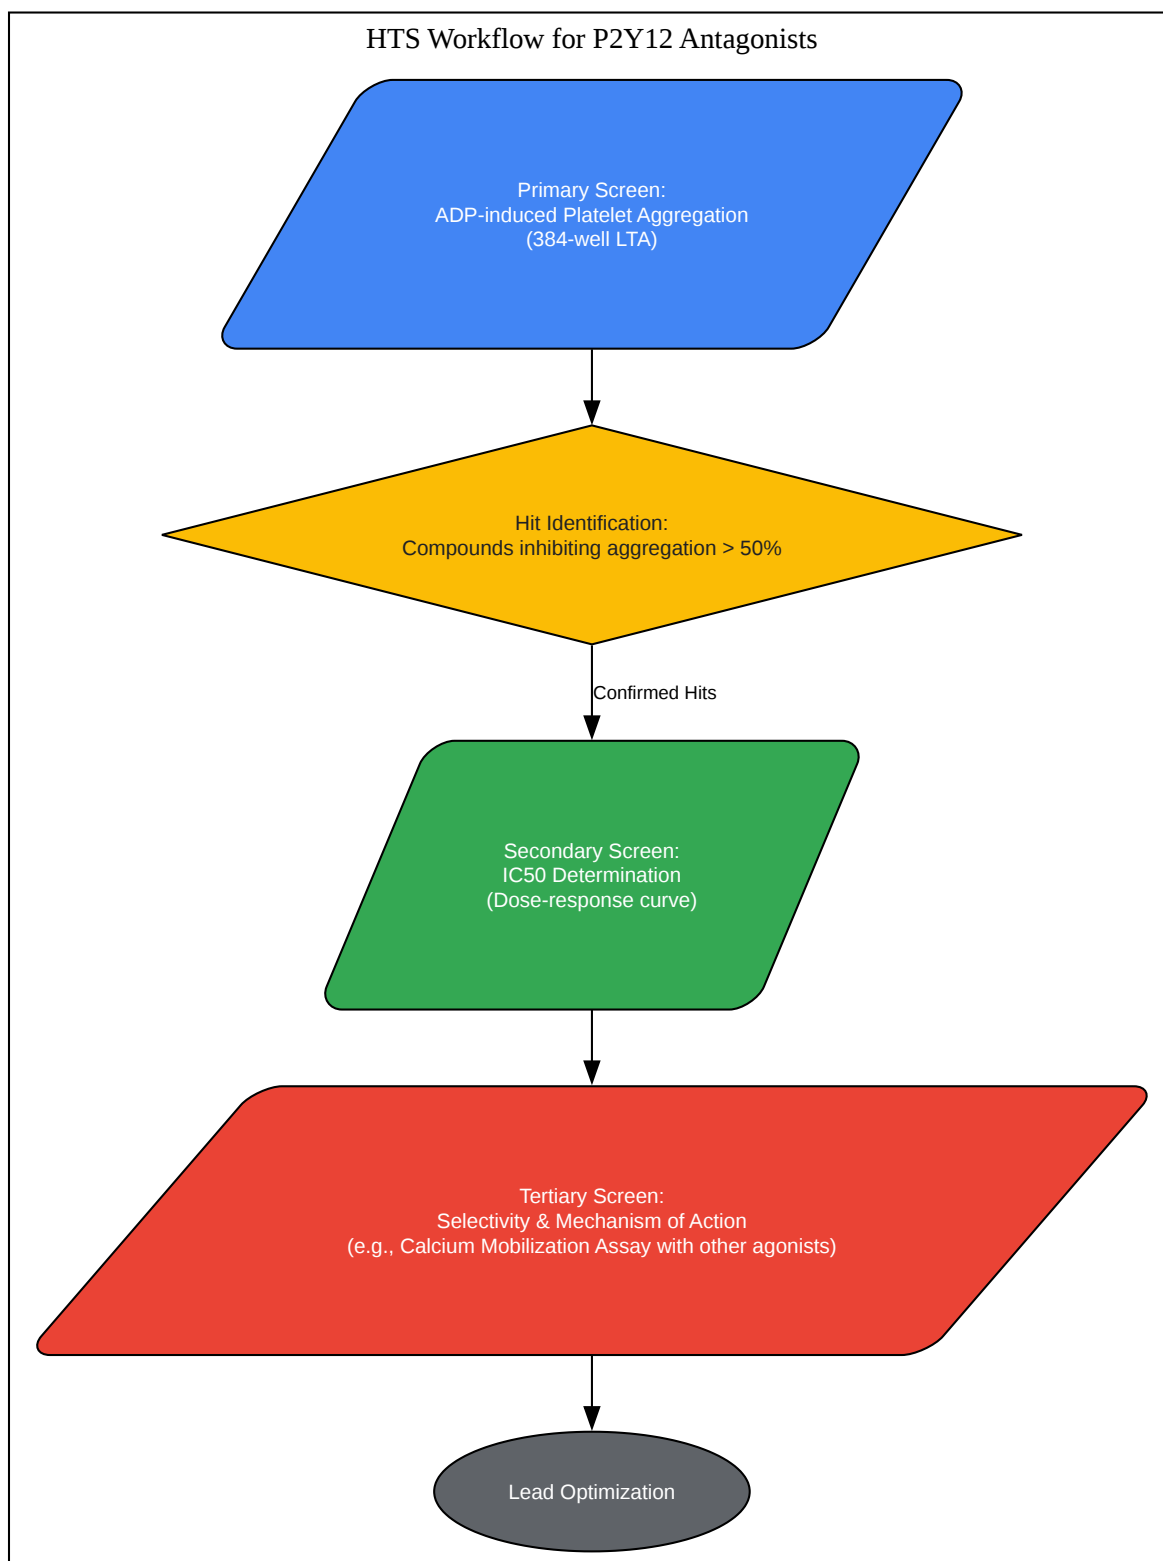 HTS Workflow for P2Y12 Antagonists
Primary Screen:
ADP-induced Platelet Aggregation
(384-well LTA)
Hit Identification:
Compounds inhibiting aggregation > 50%
Confirmed Hits
Secondary Screen:
IC50 Determination
(Dose-response curve)
Tertiary Screen:
Selectivity & Mechanism of Action
(e.g., Calcium Mobilization Assay with other agonists)
Lead Optimization